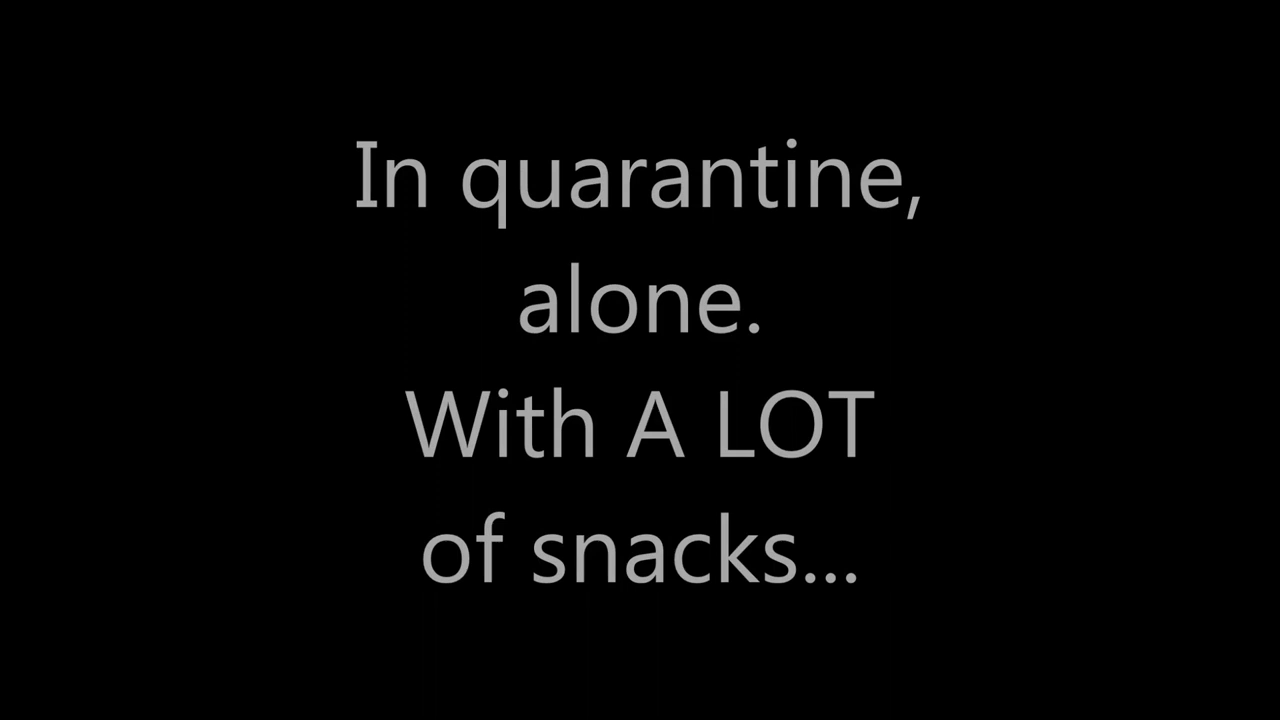 In quarantine,
alone.
With A LOT
of snacks...